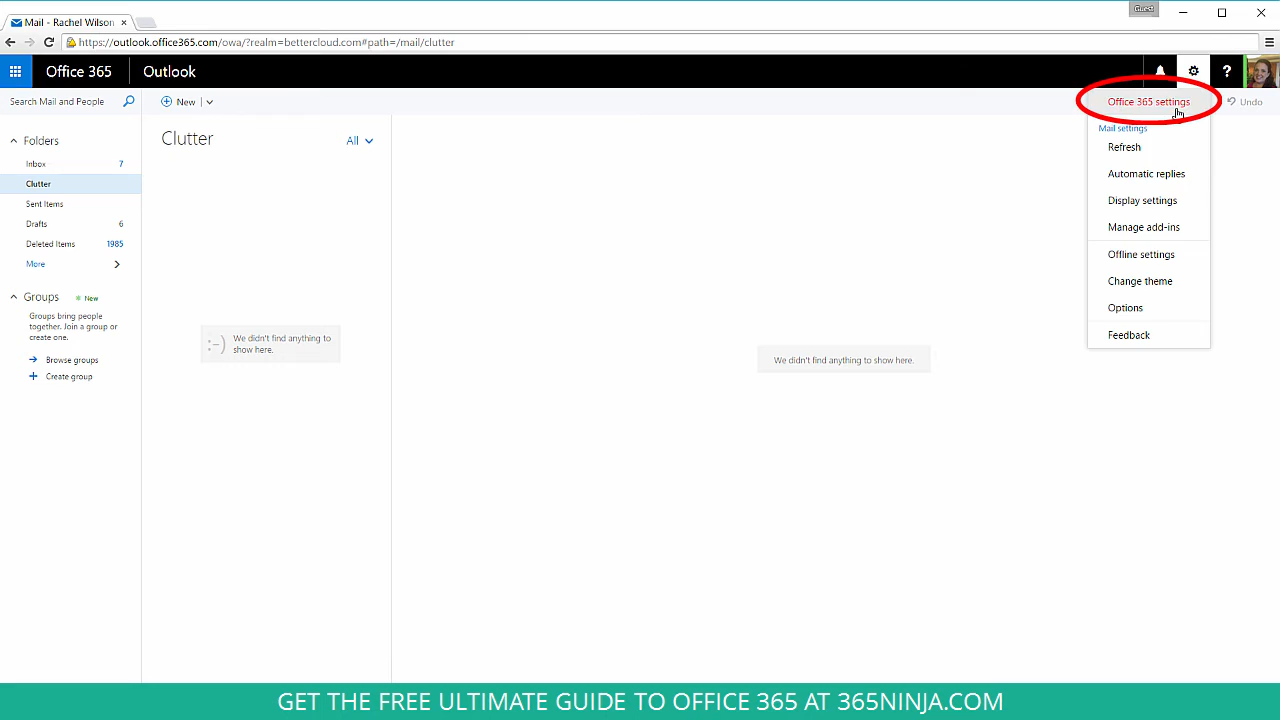 Guest
Mail - Rachel Wilson
https://outlook.office365.com/owa/?realm=bettercloud.com#path=/mail/clutter
Office 365
Outlook
?
Search Mail and People
New
Office 365 settings
Undo
Folders
Inbox 7
Clutter
Sent Items
Drafts 6
Deleted Items 1985
More
Groups New
Groups bring people
together. Join a group or
create one.
Browse groups
Create group
Clutter
All
:-)
We didn't find anything to
show here.
We didn't find anything to show here.
Mail settings
Refresh
Automatic replies
Display settings
Manage add-ins
Offline settings
Change theme
Options
Feedback
GET THE FREE ULTIMATE GUIDE TO OFFICE 365 AT 365NINJA.COM